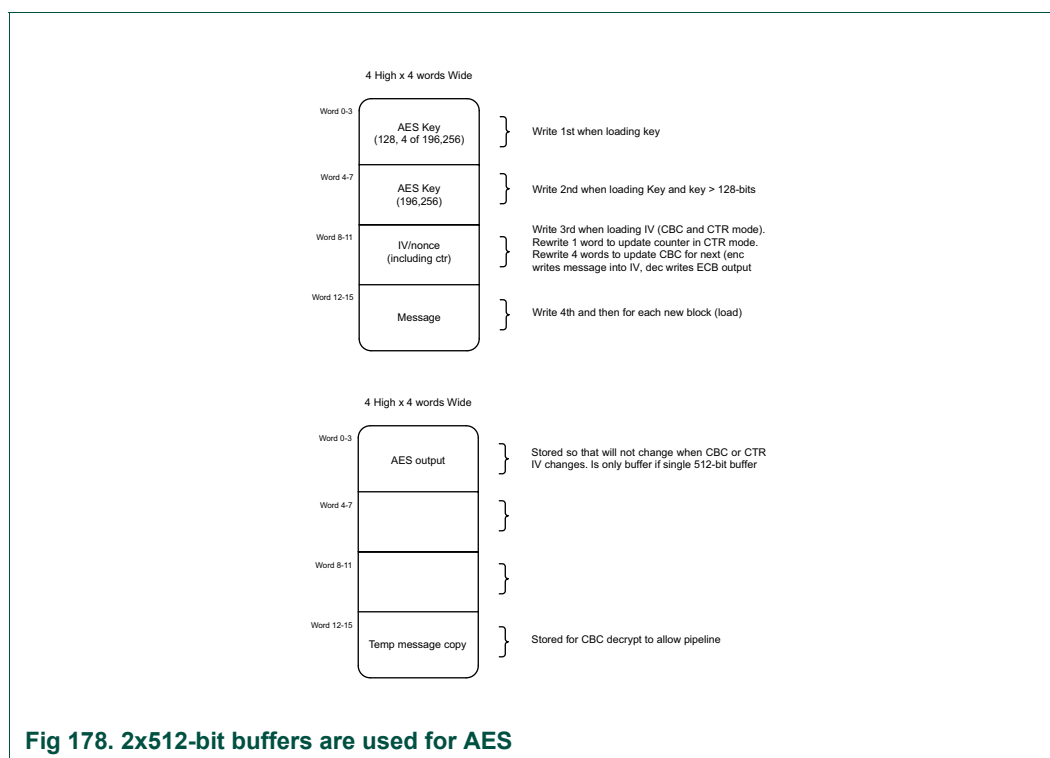 4 High x 4 words Wide
Word 0-3
AES Key
(128, 4 of 196,256)
Write 1st when loading key
Word 4-7
AES Key
(196,256)
Write 2nd when loading Key and key > 128-bits
Word 8-11
IV/nonce
(including ctr)
Write 3rd when loading IV (CBC and CTR mode).
Rewrite 1 word to update counter in CTR mode.
Rewrite 4 words to update CBC for next (enc
writes message into IV, dec writes ECB output
Word 12-15
Message
Write 4th and then for each new block (load)
4 High x 4 words Wide
Word 0-3
AES output
Stored so that will not change when CBC or CTR
IV changes. Is only buffer if single 512-bit buffer
Word 4-7
Word 8-11
Word 12-15
Temp message copy
Stored for CBC decrypt to allow pipeline
Fig 178. 2x512-bit buffers are used for AES